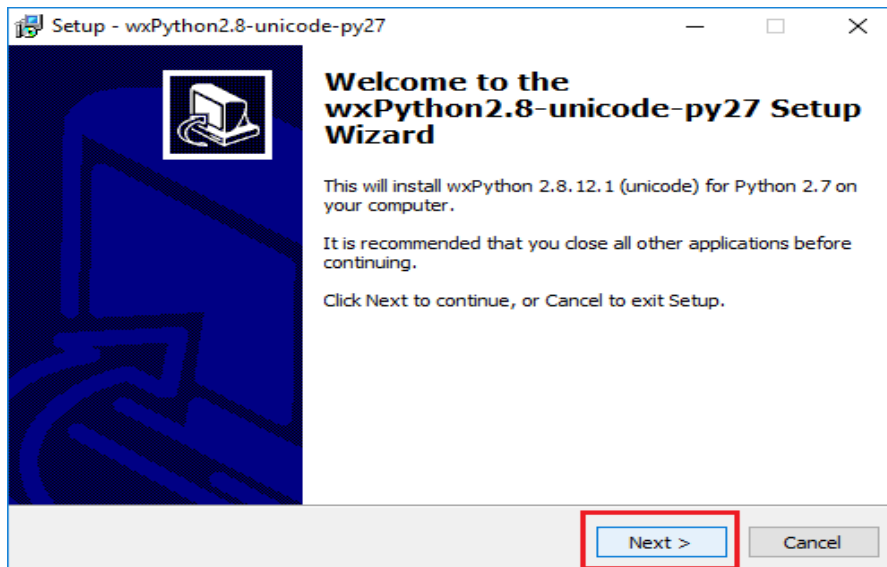 Setup - wxPython2.8-unicode-py27
Welcome to the
wxPython2.8-unicode-py27 Setup
Wizard
This will install wxPython 2.8.12.1 (unicode) for Python 2.7 on
your computer.
It is recommended that you close all other applications before
continuing.
Click Next to continue, or Cancel to exit Setup.
Next >
Cancel